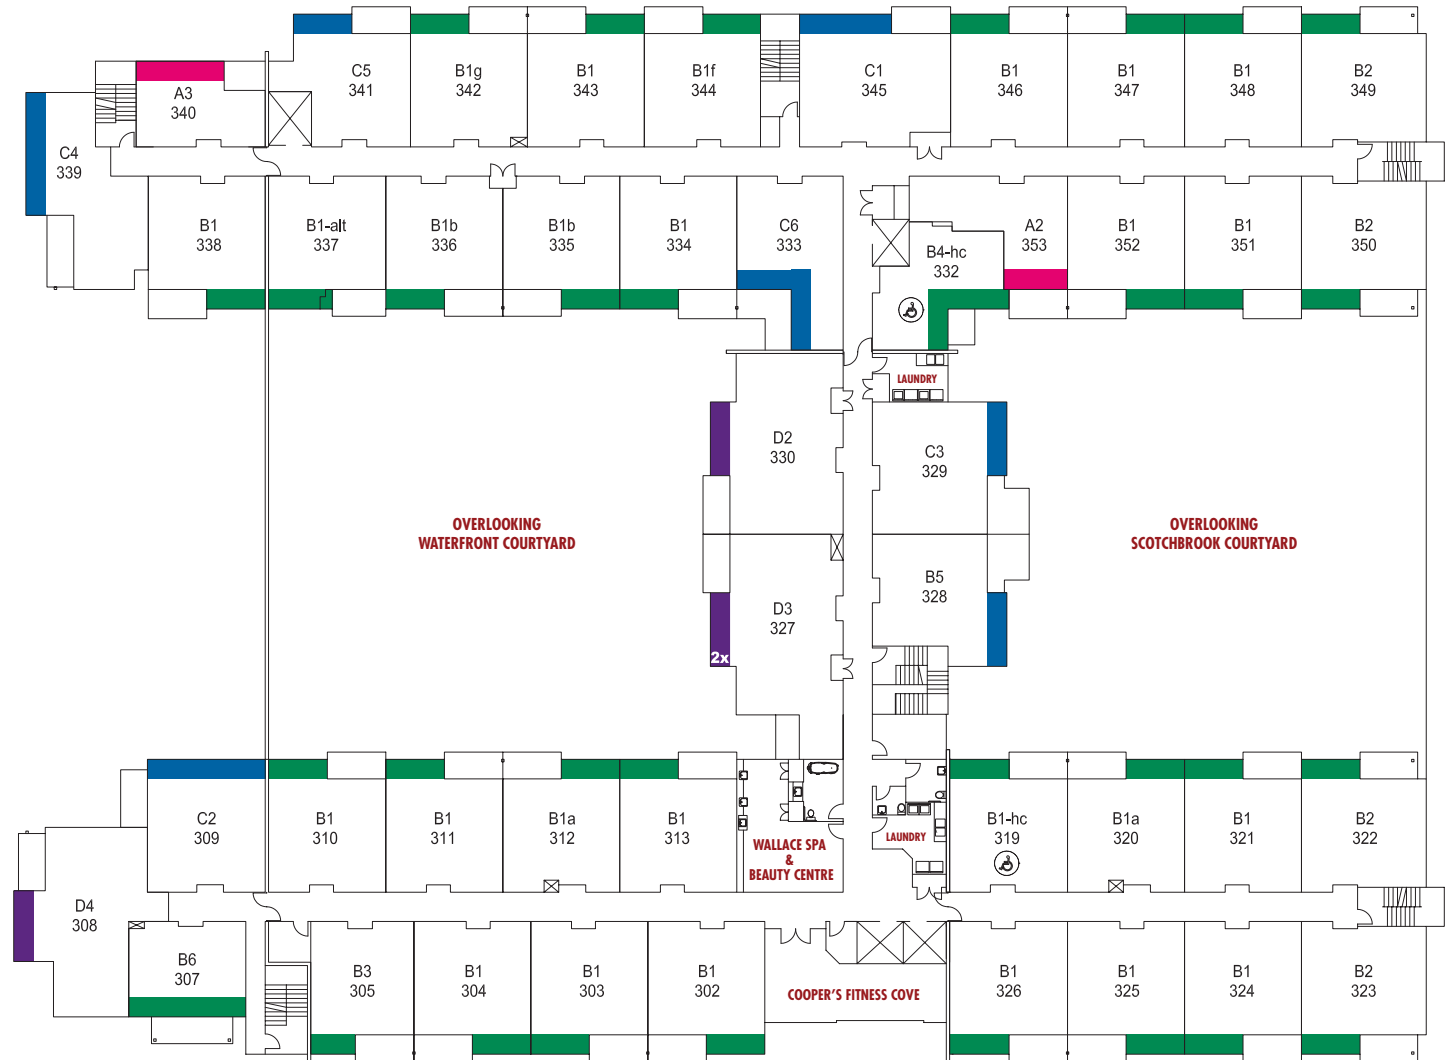 C5
341
B1g
342
B1
343
B1f
344
C1
345
B1
346
B1
347
B1
348
B2
349
A3
340
C4
339
B1
338
B1-alt
337
B1b
336
B1b
335
B1
334
C6
333
B4-hc
332
A2
353
B1
352
B1
351
B2
350
LAUNDRY
D2
330
C3
329
OVERLOOKING
WATERFRONT COURTYARD
OVERLOOKING
SCOTCHBROOK COURTYARD
D3
327
2x
B5
328
C2
309
B1
310
B1
311
B1a
312
B1
313
WALLACE SPA
&
BEAUTY CENTRE
LAUNDRY
B1-hc
319
B1a
320
B1
321
B2
322
D4
308
B6
307
B3
305
B1
304
B1
303
B1
302
COOPER'S FITNESS COVE
B1
326
B1
325
B1
324
B2
323